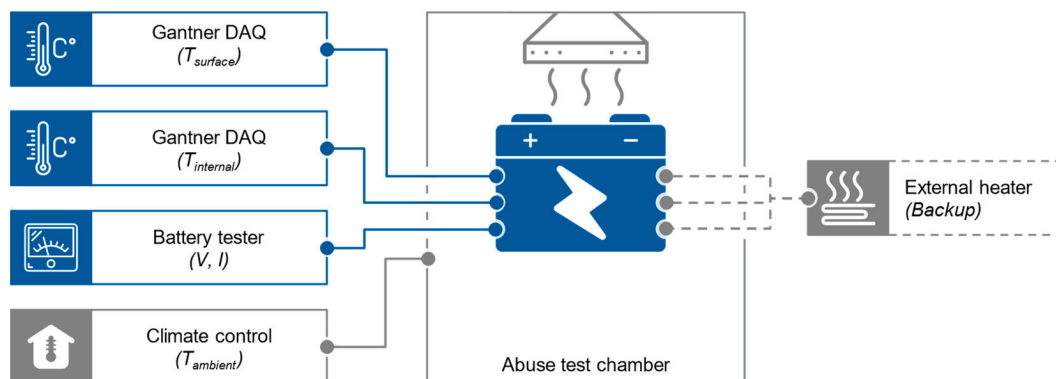 C°
Gantner DAQ
(Tsurface)
C°
Gantner DAQ
(Tinternal)
Battery tester
(V, I)
Climate control
(Tambient)
+ −
Abuse test chamber
External heater
(Backup)